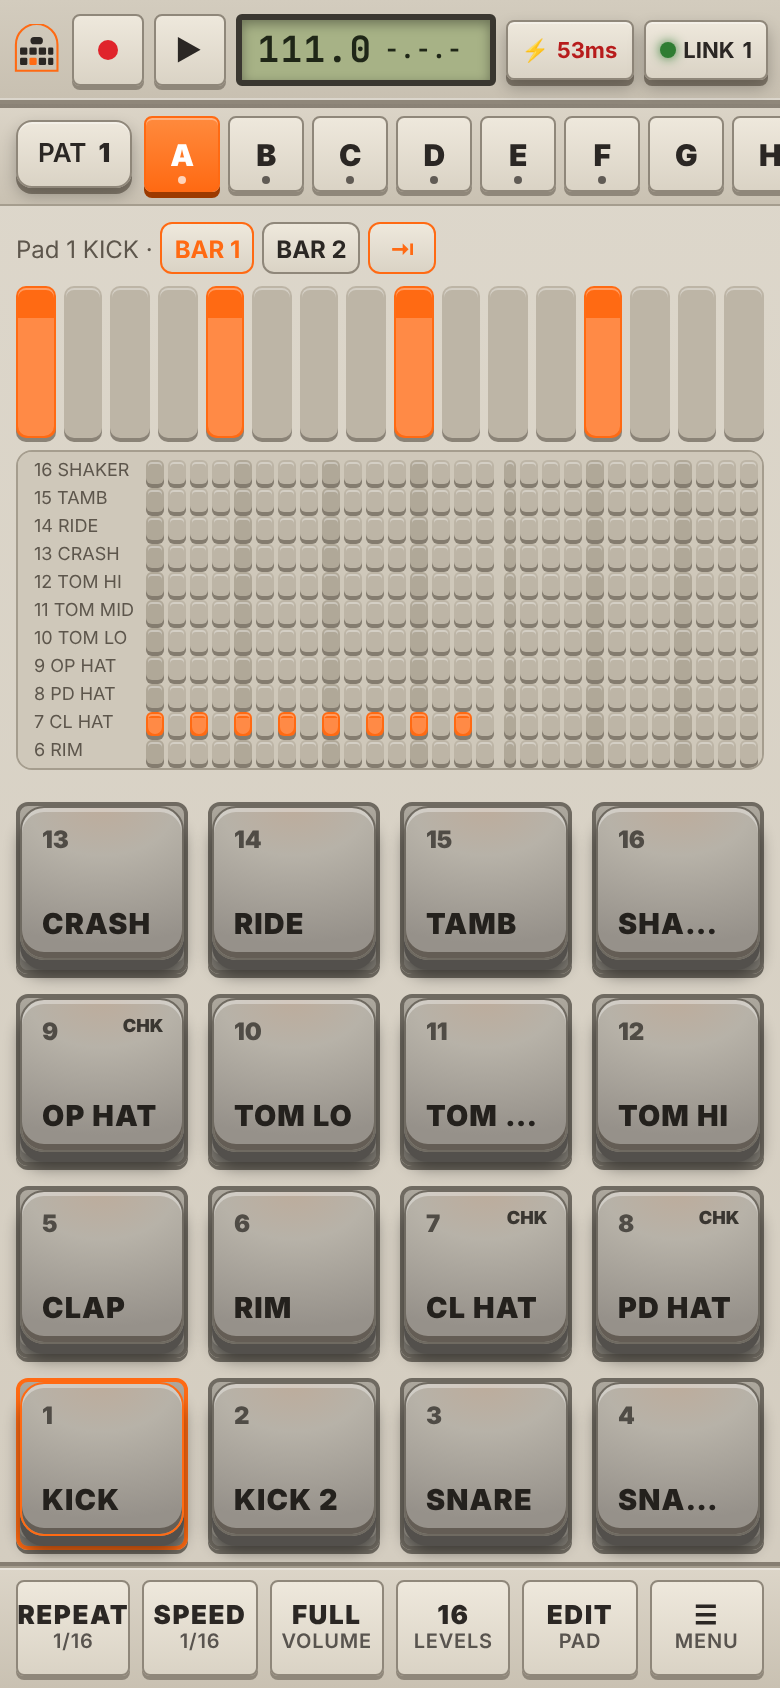 111.0 -.-.-
⚡ 53ms
LINK 1
PAT 1
A
B
C
D
E
F
G
H
Pad 1 KICK ·
BAR 1
BAR 2
16 SHAKER
15 TAMB
14 RIDE
13 CRASH
12 TOM HI
11 TOM MID
10 TOM LO
9 OP HAT
8 PD HAT
7 CL HAT
6 RIM
13
CRASH
14
RIDE
15
TAMB
16
SHA...
9
CHK
OP HAT
10
TOM LO
11
TOM ...
12
TOM HI
5
CLAP
6
RIM
7
CHK
CL HAT
8
CHK
PD HAT
1
KICK
2
KICK 2
3
SNARE
4
SNA...
REPEAT
1/16
SPEED
1/16
FULL
VOLUME
16
LEVELS
EDIT
PAD
☰
MENU